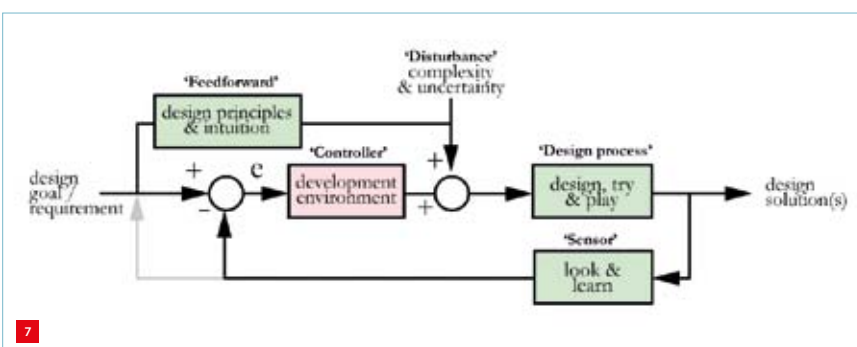 'Disturbance'
complexity
& uncertainty
'Feedforward'
design principles
& intuition
'Controller'
'Design process'
design
goal /
requirement
+
-
e
development
environment
+
+
design, try
& play
design
solution(s)
'Sensor'
look &
learn
7